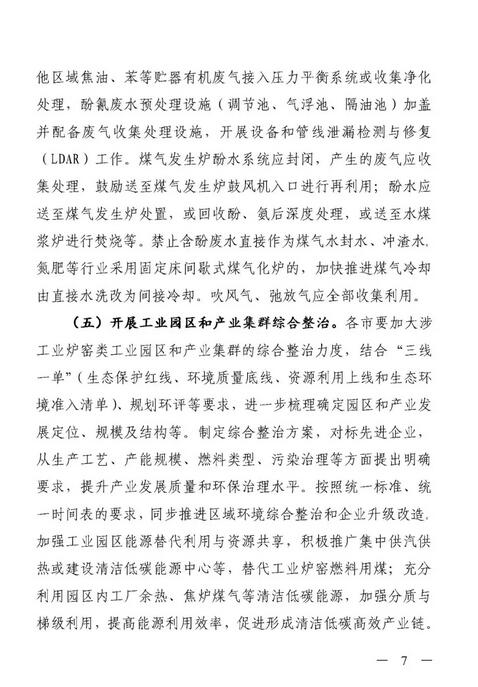 他区域焦油、苯等贮器有机废气接入压力平衡系统或收集净化
处理，酚氰废水预处理设施（调节池、气浮池、隔油池）加盖
并配备废气收集处理设施，开展设备和管线泄漏检测与修复
（LDAR）工作。煤气发生炉酚水系统应封闭，产生的废气应收
集处理，鼓励送至煤气发生炉鼓风机入口进行再利用；酚水应
送至煤气发生炉处置，或回收酚、氨后深度处理，或送至水煤
浆炉进行焚烧等。禁止含酚废水直接作为煤气水封水、冲渣水。
氮肥等行业采用固定床间歇式煤气化炉的，加快推进煤气冷却
由直接水洗改为间接冷却。吹风气、弛放气应全部收集利用。
（五）开展工业园区和产业集群综合整治。各市要加大涉
工业炉窑类工业园区和产业集群的综合整治力度，结合“三线
一单”（生态保护红线、环境质量底线、资源利用上线和生态环
境准入清单）、规划环评等要求，进一步梳理确定园区和产业发
展定位、规模及结构等。制定综合整治方案，对标先进企业，
从生产工艺、产能规模、燃料类型、污染治理等方面提出明确
要求，提升产业发展质量和环保治理水平。按照统一标准、统
一时间表的要求，同步推进区域环境综合整治和企业升级改造。
加强工业园区能源替代利用与资源共享，积极推广集中供汽供
热或建设清洁低碳能源中心等，替代工业炉窑燃料用煤；充分
利用园区内工厂余热、焦炉煤气等清洁低碳能源，加强分质与
梯级利用，提高能源利用效率，促进形成清洁低碳高效产业链。
— 7 —